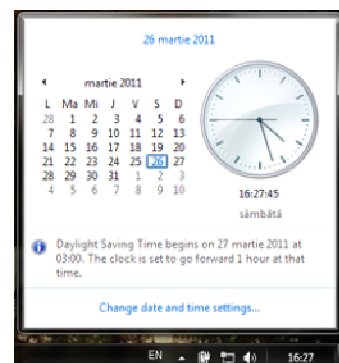 26 martie 2011
martie 2011
L Ma Mi J V S D
28 1 2 3 4 5 6
7 8 9 10 11 12 13
14 15 16 17 18 19 20
21 22 23 24 25 26 27
28 29 30 31 1 2 3
4 5 6 7 8 9 10
16:27:45
sâmbătă
Daylight Saving Time begins on 27 martie 2011 at
03:00. The clock is set to go forward 1 hour at that
time.
Change date and time settings...
EN 16:27